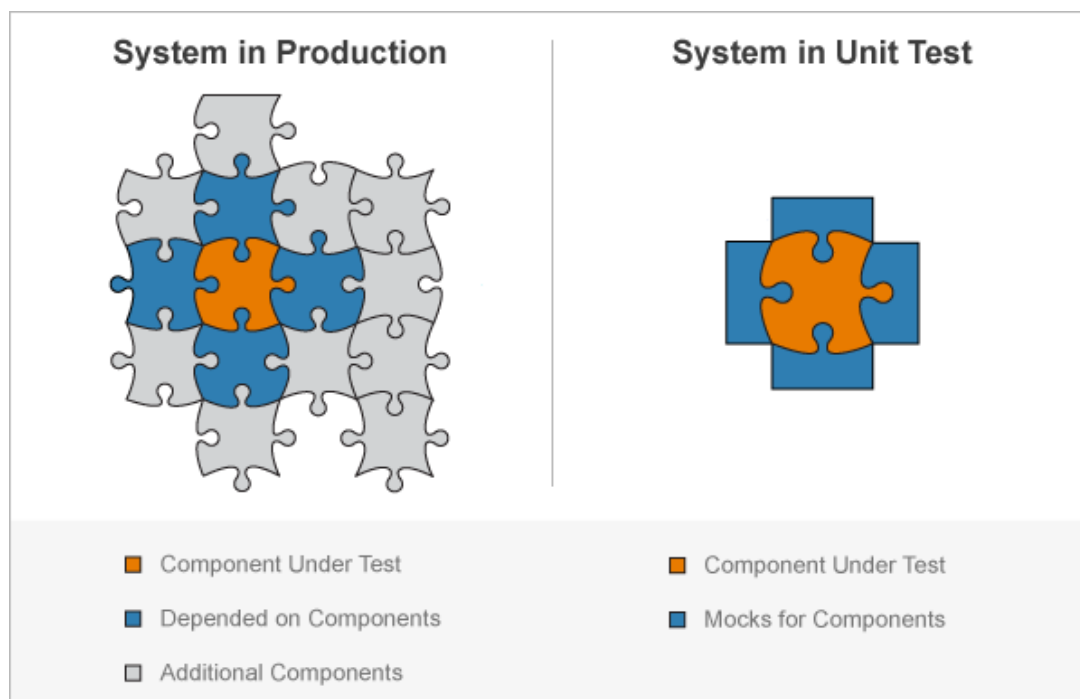 System in Production
System in Unit Test
Component Under Test
Depended on Components
Additional Components
Component Under Test
Mocks for Components